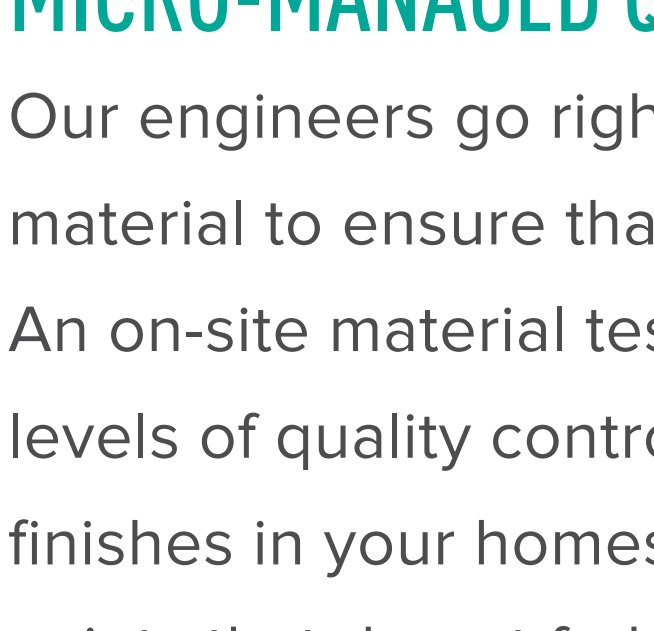 MICRO-MANAGED Q
Our engineers go righ
material to ensure tha
An on-site material tes
levels of quality contro
finishes in your homes